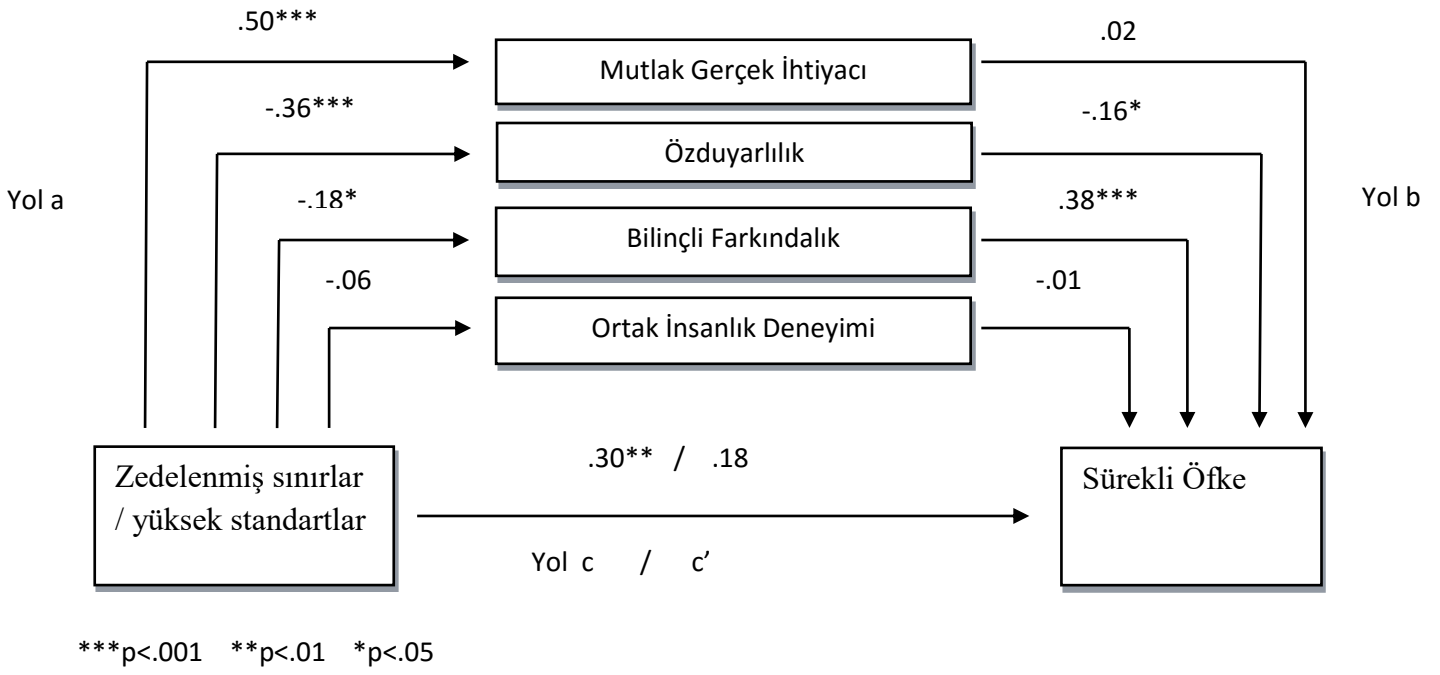 .50***
.02
Mutlak Gerçek İhtiyacı
-.36***
-.16*
Özduyarlılık
Yol a
-.18*
.38***
Yol b
Bilinçli Farkındalık
-.06
-.01
Ortak İnsanlık Deneyimi
.30** / .18
Zedelenmiş sınırlar
/ yüksek standartlar
Sürekli Öfke
Yol c / c’
***p<.001 **p<.01 *p<.05